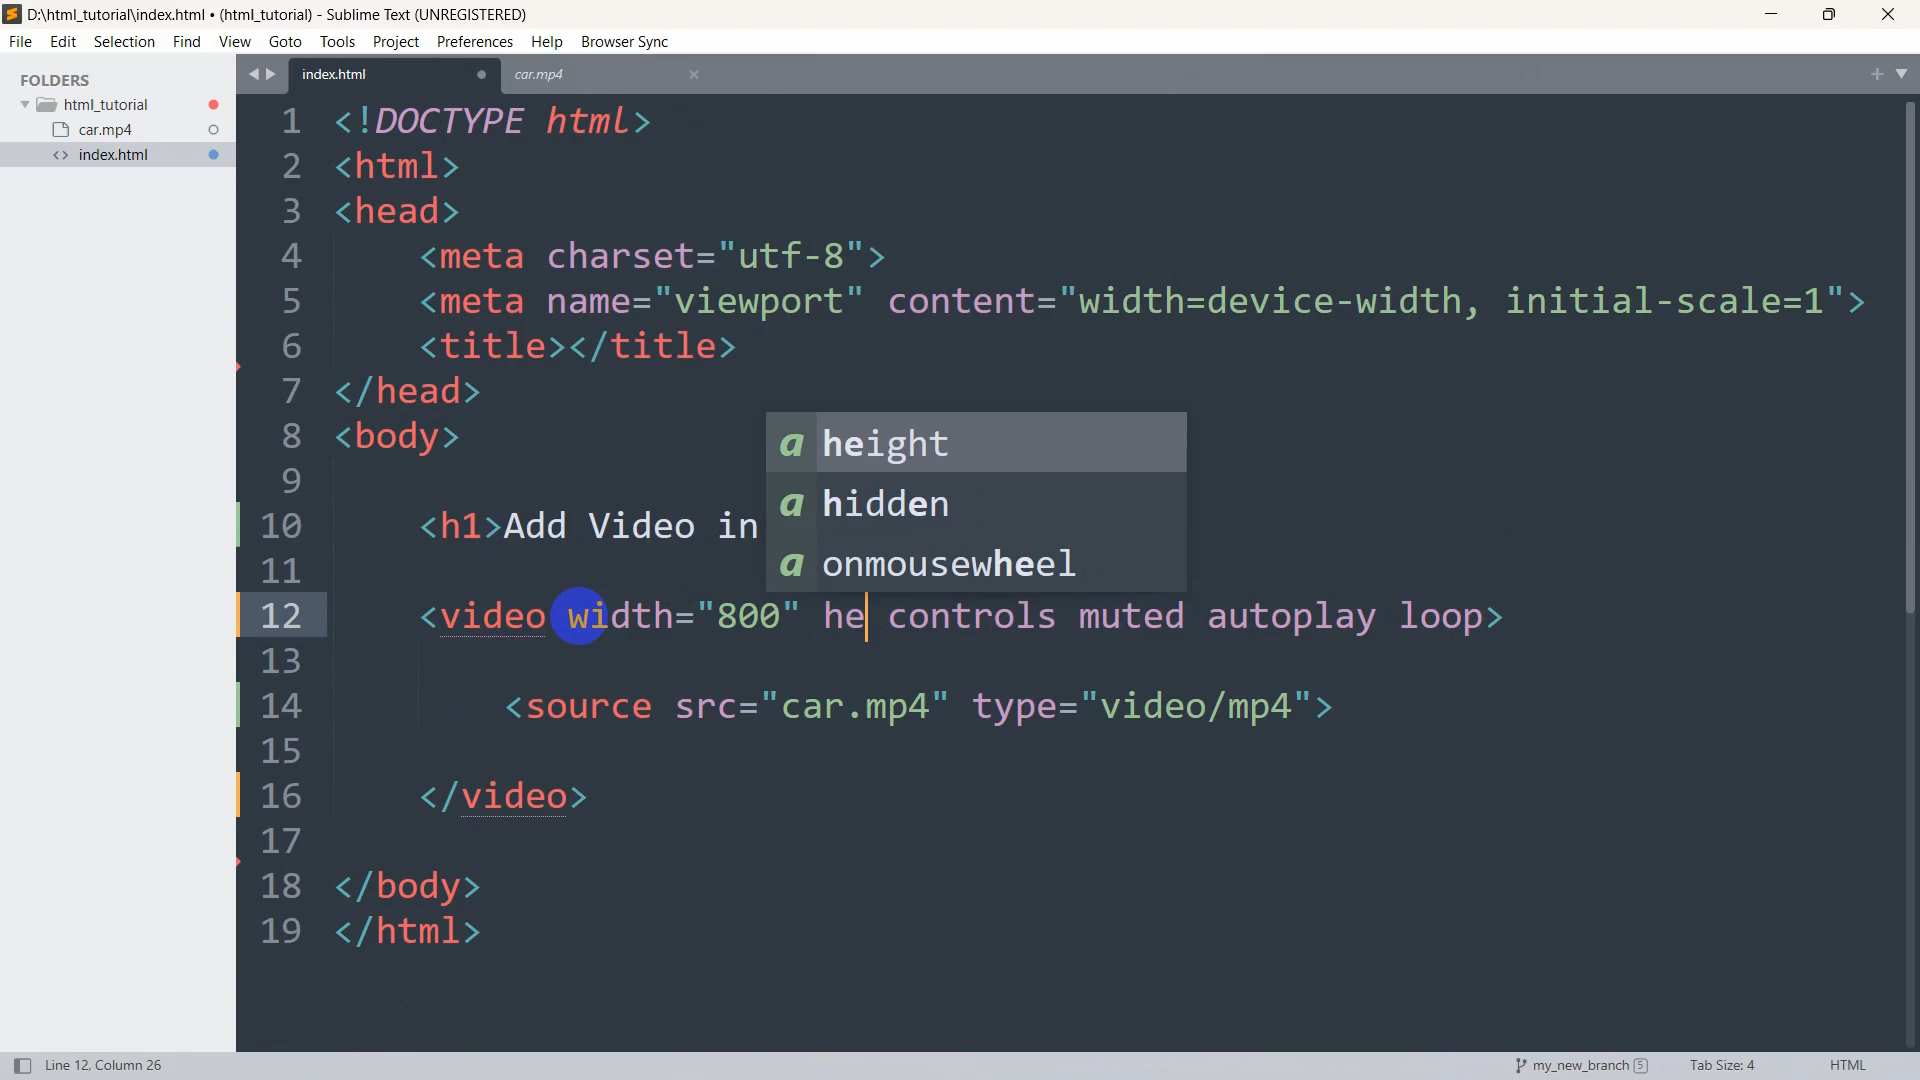 D:\html_tutorial\index.html • (html_tutorial) - Sublime Text (UNREGISTERED)
File Edit Selection Find View Goto Tools Project Preferences Help Browser Sync
FOLDERS
html_tutorial
car.mp4
index.html
index.html car.mp4
1 <!DOCTYPE html>
2 <html>
3 <head>
4 <meta charset="utf-8">
5 <meta name="viewport" content="width=device-width, initial-scale=1">
6 <title></title>
7 </head>
8 <body>
9
10 <h1>Add Video in
11
12 <video width="800" he controls muted autoplay loop>
13
14 <source src="car.mp4" type="video/mp4">
15
16 </video>
17
18 </body>
19 </html>
a height
a hidden
a onmousewheel
Line 12, Column 26 my_new_branch 5 Tab Size: 4 HTML